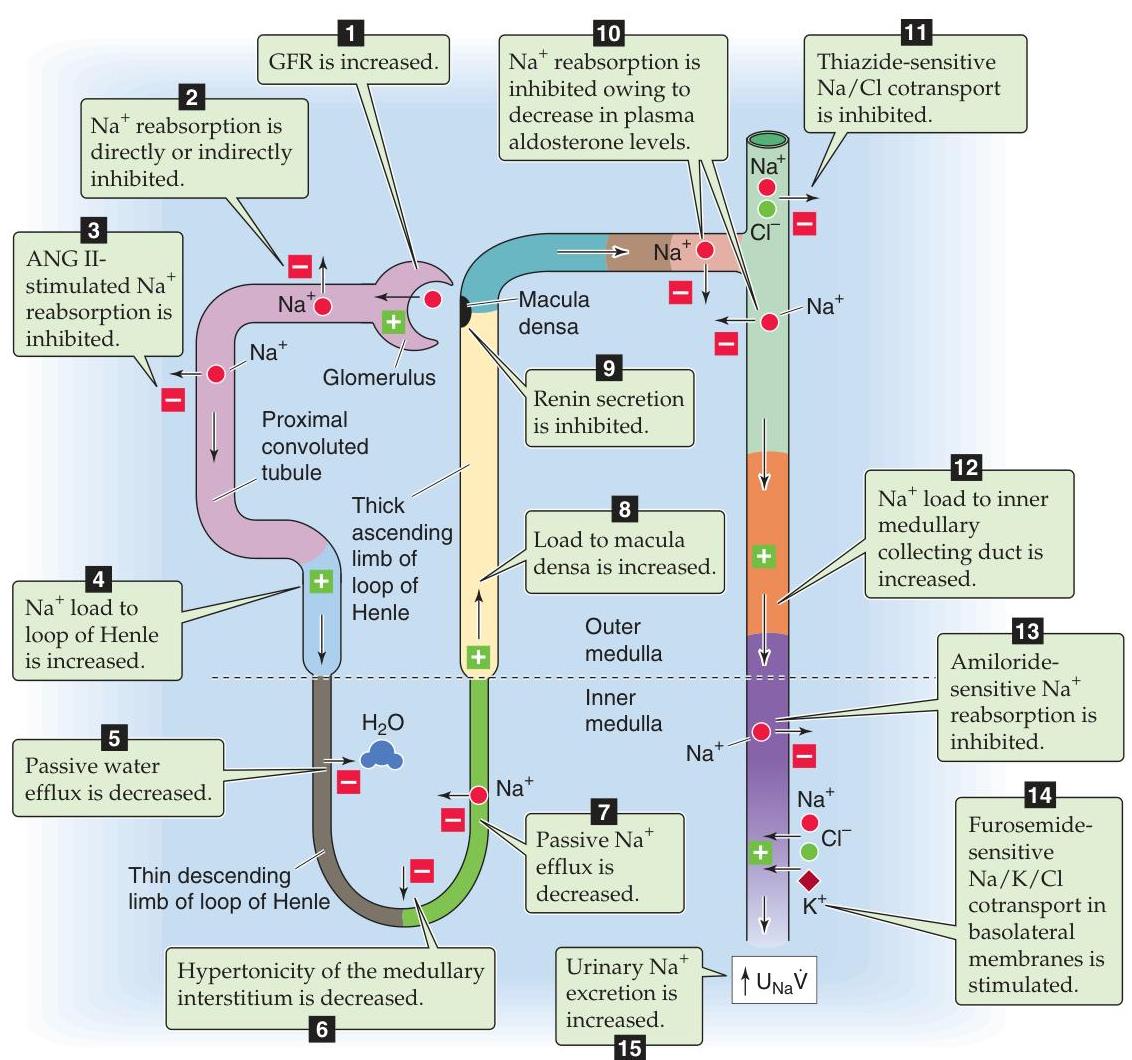 1
GFR is increased.
2
Na⁺ reabsorption is
directly or indirectly
inhibited.
3
ANG II-
stimulated Na⁺
reabsorption is
inhibited.
4
Na⁺ load to
loop of Henle
is increased.
5
Passive water
efflux is decreased.
Hypertonicity of the medullary
interstitium is decreased.
6
7
Passive Na⁺
efflux is
decreased.
8
Load to macula
densa is increased.
9
Renin secretion
is inhibited.
10
Na⁺ reabsorption is
inhibited owing to
decrease in plasma
aldosterone levels.
11
Thiazide-sensitive
Na/Cl cotransport
is inhibited.
12
Na⁺ load to inner
medullary
collecting duct is
increased.
13
Amiloride-
sensitive Na⁺
reabsorption is
inhibited.
14
Furosemide-
sensitive
Na/K/Cl
cotransport in
basolateral
membranes is
stimulated.
Urinary Na⁺
excretion is
increased.
15
↑ U_NaV̇
Na⁺
+
−
Glomerulus
Na⁺
−
Proximal
convoluted
tubule
+
H₂O
−
Thin descending
limb of loop of Henle
−
Na⁺
−
+
Thick
ascending
limb of
loop of
Henle
Macula
densa
Na⁺
−
Na⁺
Cl⁻
−
Na⁺
−
+
Outer
medulla
Inner
medulla
Na⁺
−
Na⁺
Cl⁻
+
K⁺